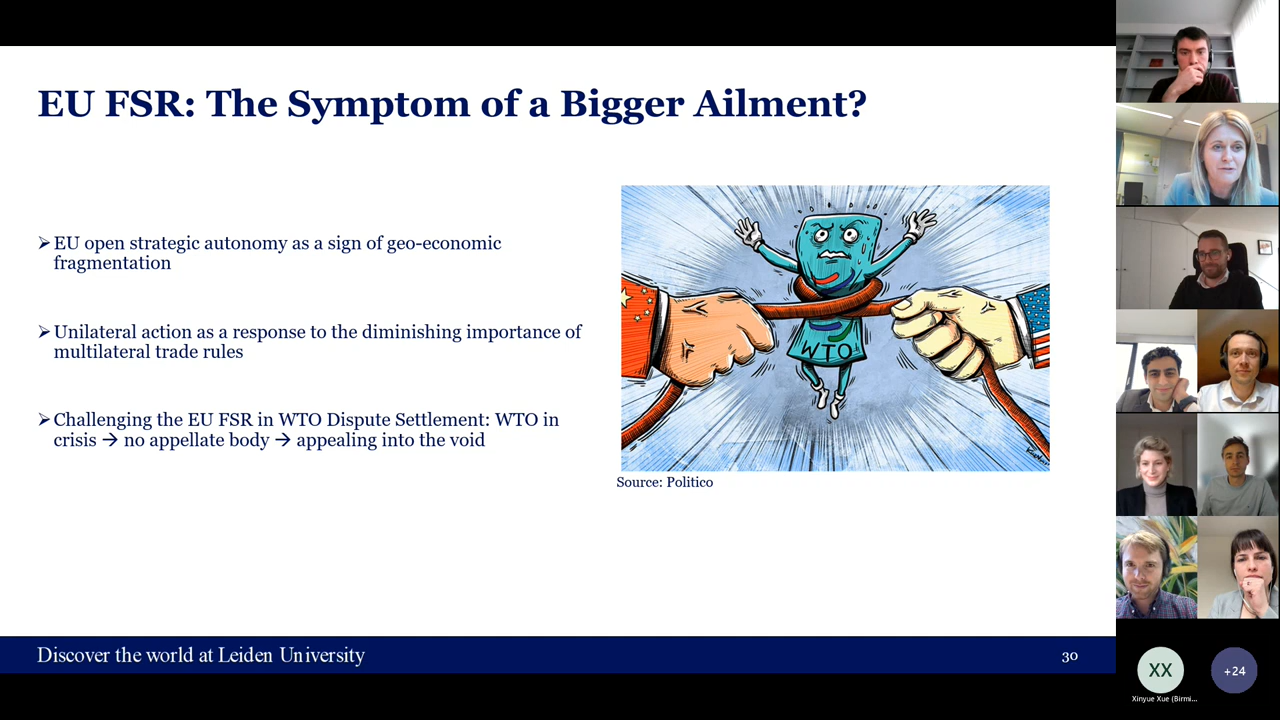 EU FSR: The Symptom of a Bigger Ailment?
➢ EU open strategic autonomy as a sign of geo-economic
fragmentation
➢ Unilateral action as a response to the diminishing importance of
multilateral trade rules
➢ Challenging the EU FSR in WTO Dispute Settlement: WTO in
crisis → no appellate body → appealing into the void
WTO
Source: Politico
Discover the world at Leiden University
30
XX
+24
Xinyue Xue (Birmi...